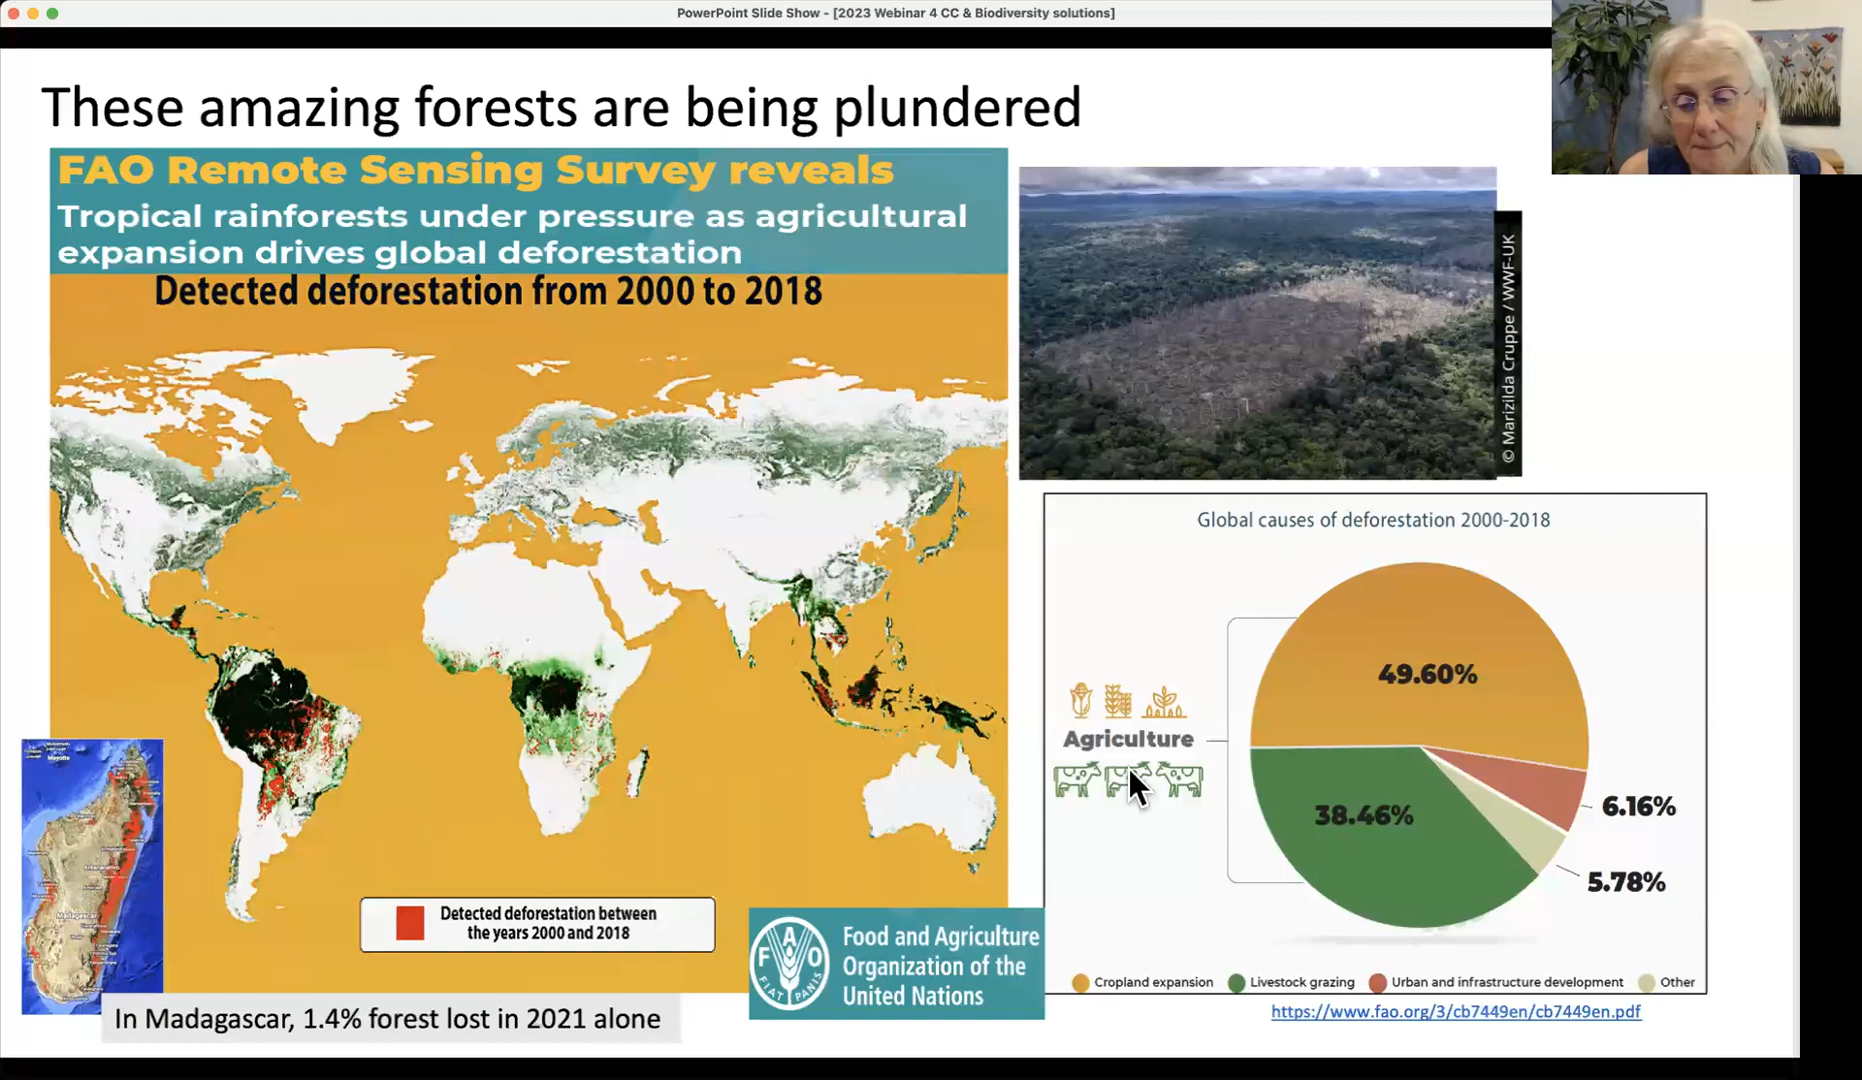 PowerPoint Slide Show - [2023 Webinar 4 CC & Biodiversity solutions]
These amazing forests are being plundered
FAO Remote Sensing Survey reveals
Tropical rainforests under pressure as agricultural
expansion drives global deforestation
Detected deforestation from 2000 to 2018
Detected deforestation between
the years 2000 and 2018
Madagascar
In Madagascar, 1.4% forest lost in 2021 alone
F A O
FIAT PANIS
Food and Agriculture
Organization of the
United Nations
© Marizilda Cruppe / WWF-UK
Global causes of deforestation 2000-2018
49.60%
Agriculture
38.46%
6.16%
5.78%
Cropland expansion
Livestock grazing
Urban and infrastructure development
Other
https://www.fao.org/3/cb7449en/cb7449en.pdf